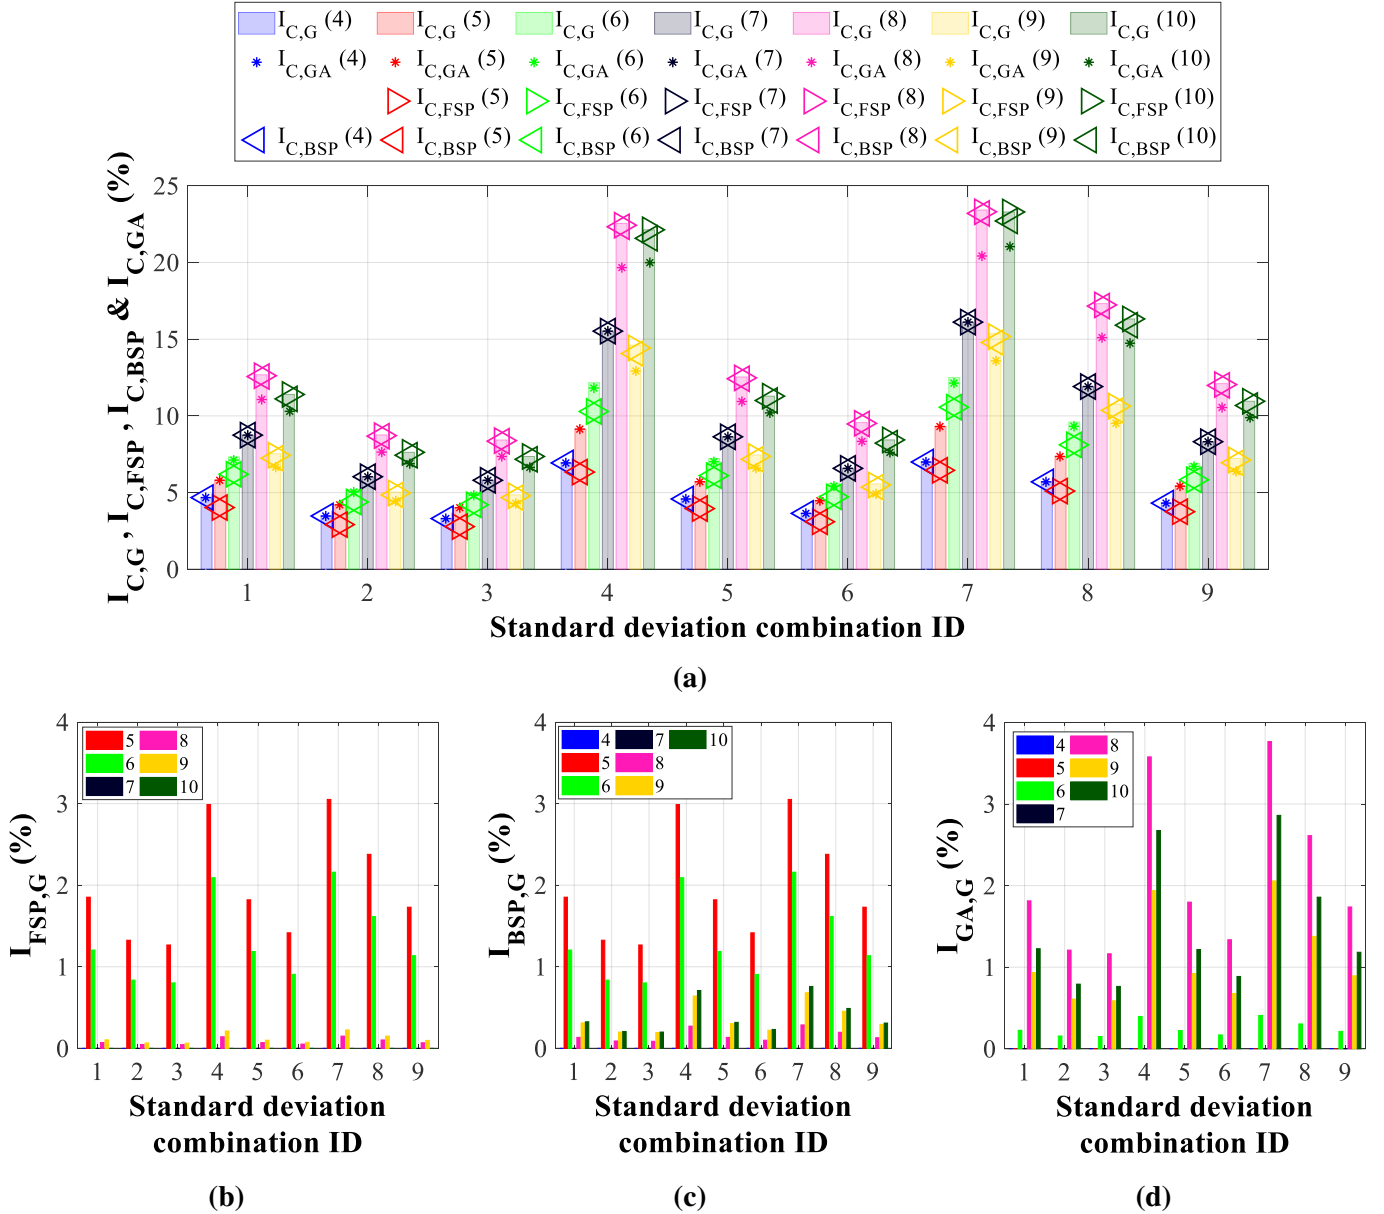 I_C,G (4) I_C,G (5) I_C,G (6) I_C,G (7) I_C,G (8) I_C,G (9) I_C,G (10)
I_C,GA (4) I_C,GA (5) I_C,GA (6) I_C,GA (7) I_C,GA (8) I_C,GA (9) I_C,GA (10)
I_C,FSP (5) I_C,FSP (6) I_C,FSP (7) I_C,FSP (8) I_C,FSP (9) I_C,FSP (10)
I_C,BSP (4) I_C,BSP (5) I_C,BSP (6) I_C,BSP (7) I_C,BSP (8) I_C,BSP (9) I_C,BSP (10)
I_C,G , I_C,FSP , I_C,BSP & I_C,GA (%)
25
20
15
10
5
0
1 2 3 4 5 6 7 8 9
Standard deviation combination ID
(a)
I_FSP,G (%)
4
3
2
1
0
5 8
6 9
7 10
1 2 3 4 5 6 7 8 9
Standard deviation
combination ID
(b)
I_BSP,G (%)
4
3
2
1
0
4 7 10
5 8
6 9
1 2 3 4 5 6 7 8 9
Standard deviation
combination ID
(c)
I_GA,G (%)
4
3
2
1
0
4 8
5 9
6 10
7
1 2 3 4 5 6 7 8 9
Standard deviation
combination ID
(d)